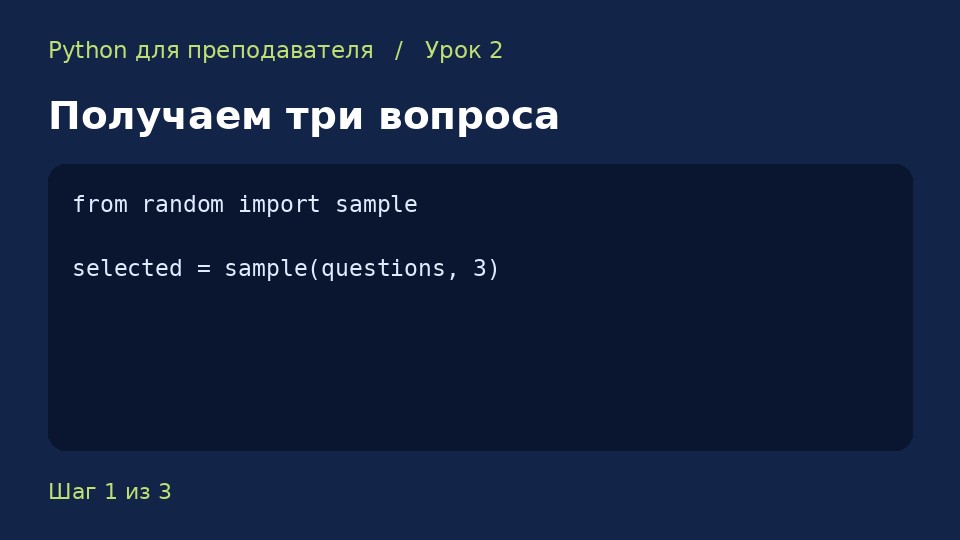 Python для преподавателя / Урок 2
Получаем три вопроса
from random import sample
selected = sample(questions, 3)
Шаг 1 из 3